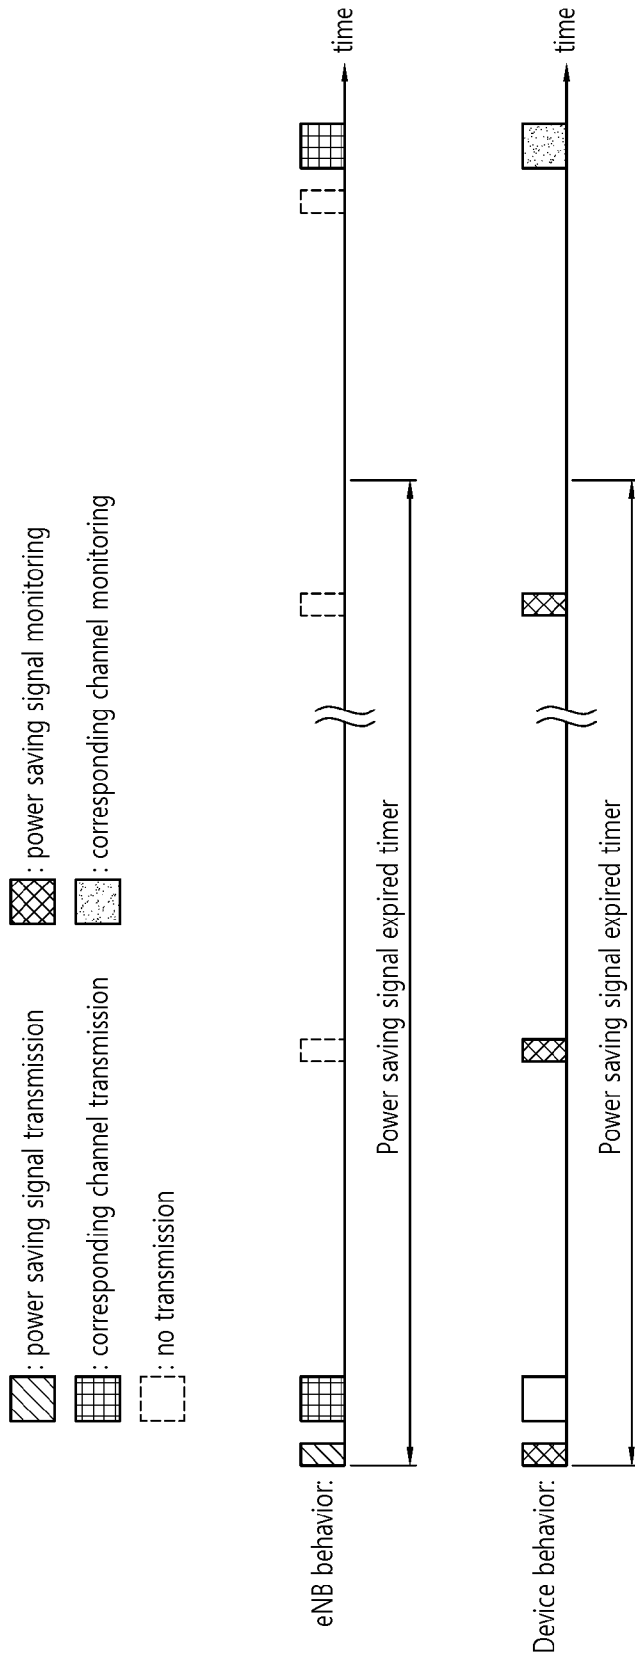 : power saving signal transmission
: power saving signal monitoring
: corresponding channel transmission
: corresponding channel monitoring
: no transmission
eNB behavior:
time
Power saving signal expired timer
Device behavior:
time
Power saving signal expired timer